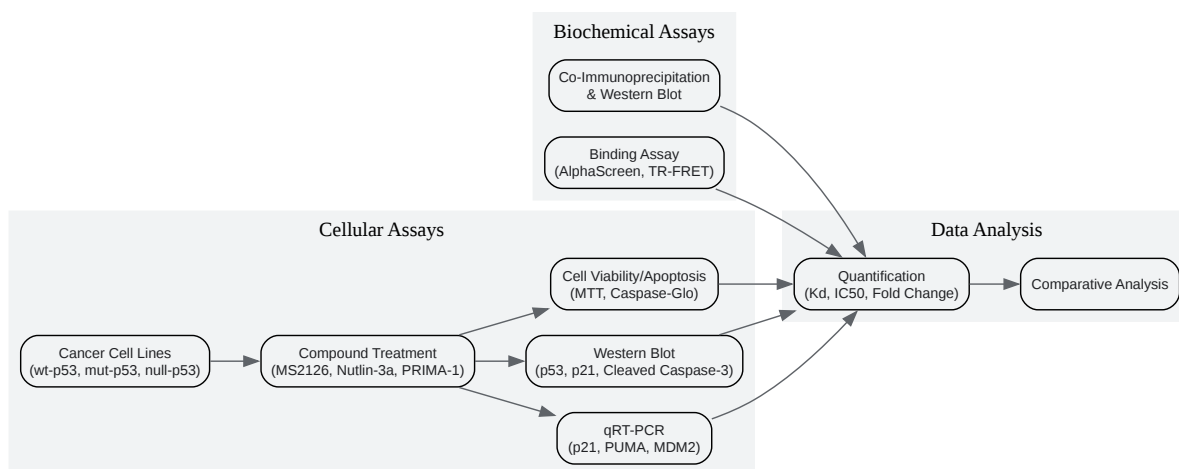 Biochemical Assays
Co-Immunoprecipitation
& Western Blot
Binding Assay
(AlphaScreen, TR-FRET)
Cellular Assays
Data Analysis
Cell Viability/Apoptosis
(MTT, Caspase-Glo)
Quantification
(Kd, IC50, Fold Change)
Comparative Analysis
Cancer Cell Lines
(wt-p53, mut-p53, null-p53)
Compound Treatment
(MS2126, Nutlin-3a, PRIMA-1)
Western Blot
(p53, p21, Cleaved Caspase-3)
qRT-PCR
(p21, PUMA, MDM2)